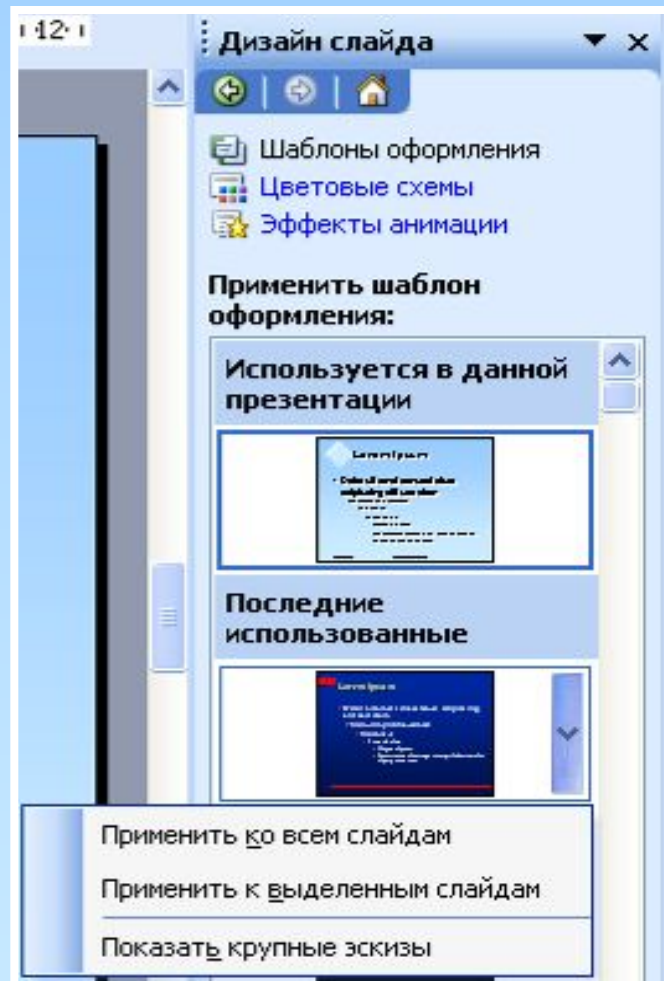 12
Дизайн слайда
Шаблоны оформления
Цветовые схемы
Эффекты анимации
Применить шаблон
оформления:
Используется в данной
презентации
Последние
использованные
Применить ко всем слайдам
Применить к выделенным слайдам
Показать крупные эскизы